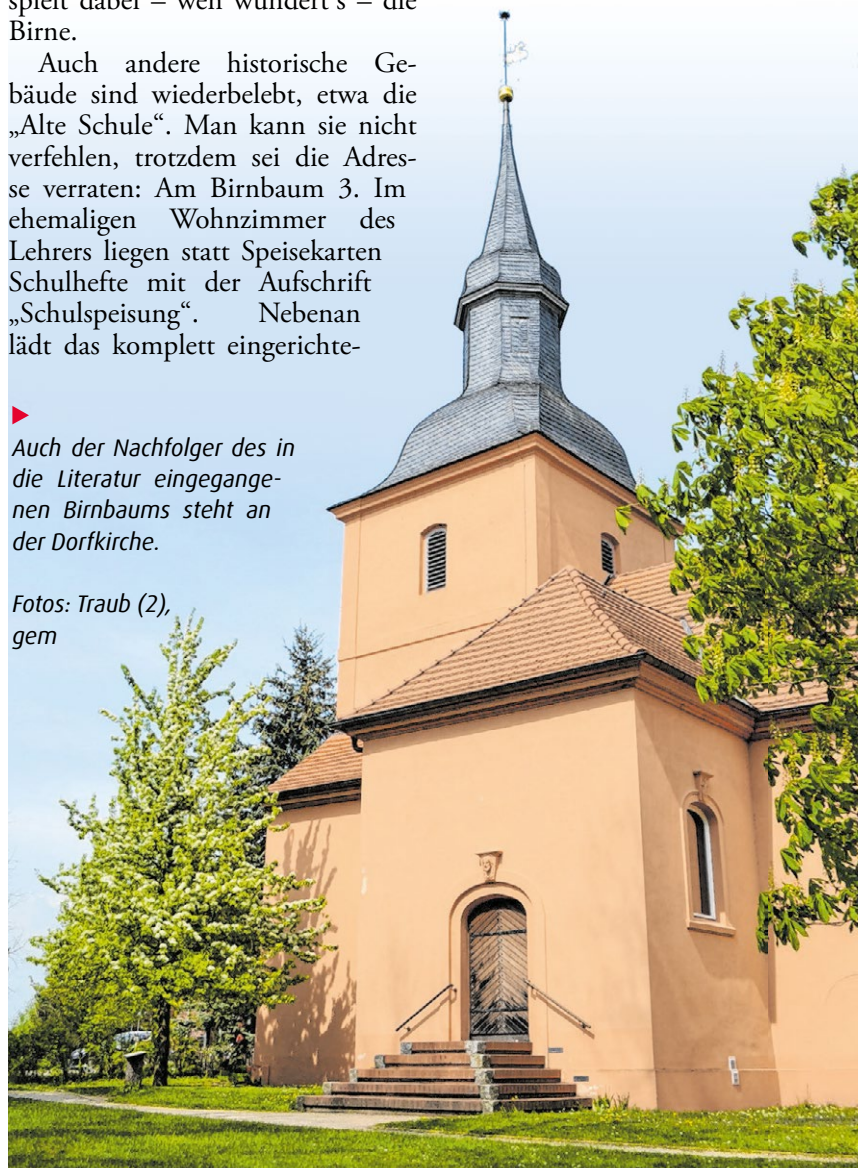 spielt dabei – wen wundert's – die
Birne.
Auch andere historische Ge-
bäude sind wiederbelebt, etwa die
„Alte Schule“. Man kann sie nicht
verfehlen, trotzdem sei die Adres-
se verraten: Am Birnbaum 3. Im
ehemaligen Wohnzimmer des
Lehrers liegen statt Speisekarten
Schulhefte mit der Aufschrift
„Schulspeisung“. Nebenan
lädt das komplett eingerichte-
Auch der Nachfolger des in
die Literatur eingegange-
nen Birnbaums steht an
der Dorfkirche.
Fotos: Traub (2),
gem